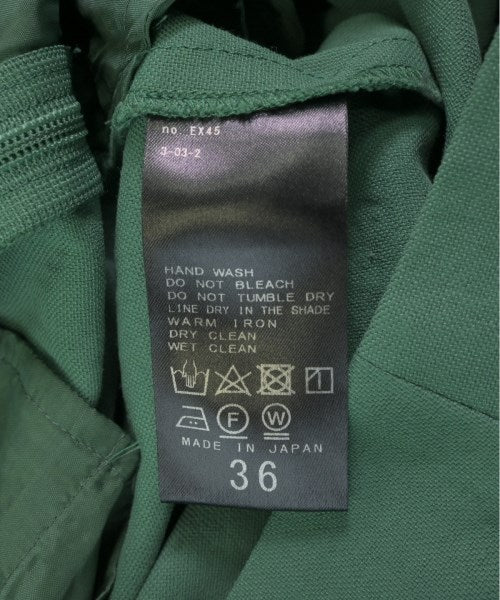 no. EX45
3-03-2
HAND WASH
DO NOT BLEACH
DO NOT TUMBLE DRY
LINE DRY IN THE SHADE
WARM IRON
DRY CLEAN
WET CLEAN
F W
MADE IN JAPAN
36